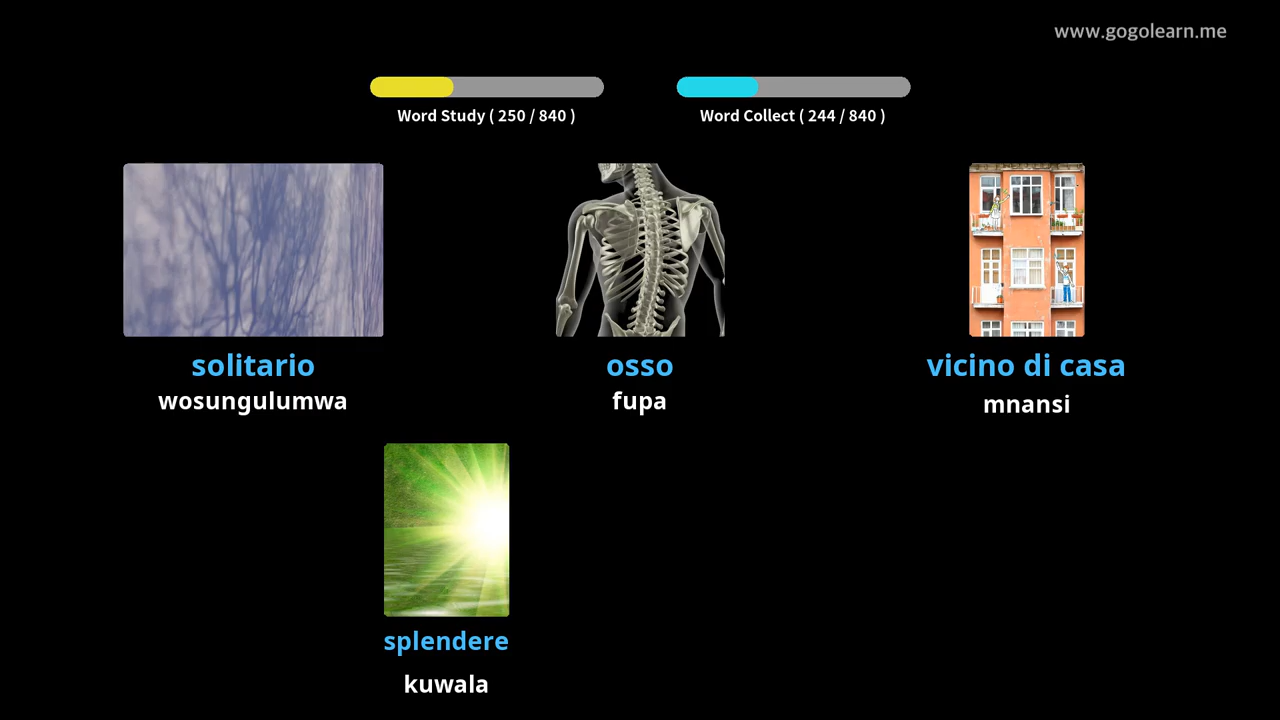 www.gogolearn.me
Word Study ( 250 / 840 )
Word Collect ( 244 / 840 )
solitario
wosungulumwa
osso
fupa
vicino di casa
mnansi
splendere
kuwala